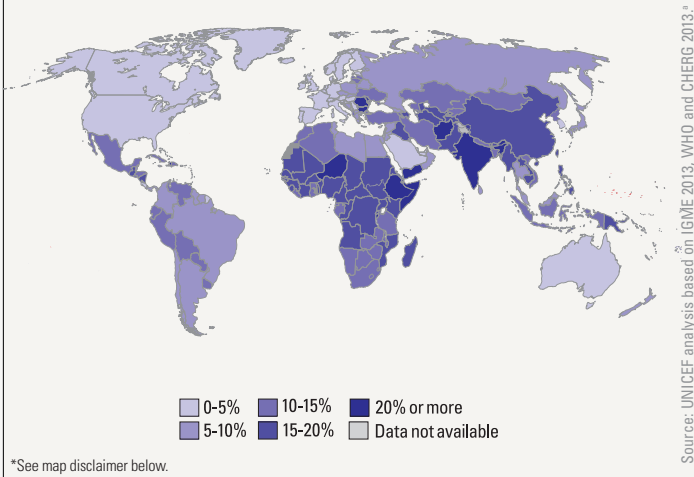 0-5%
10-15%
20% or more
5-10%
15-20%
Data not available
*See map disclaimer below.
Source: UNICEF analysis based on IGME 2013, WHO and CHERG 2013.ª